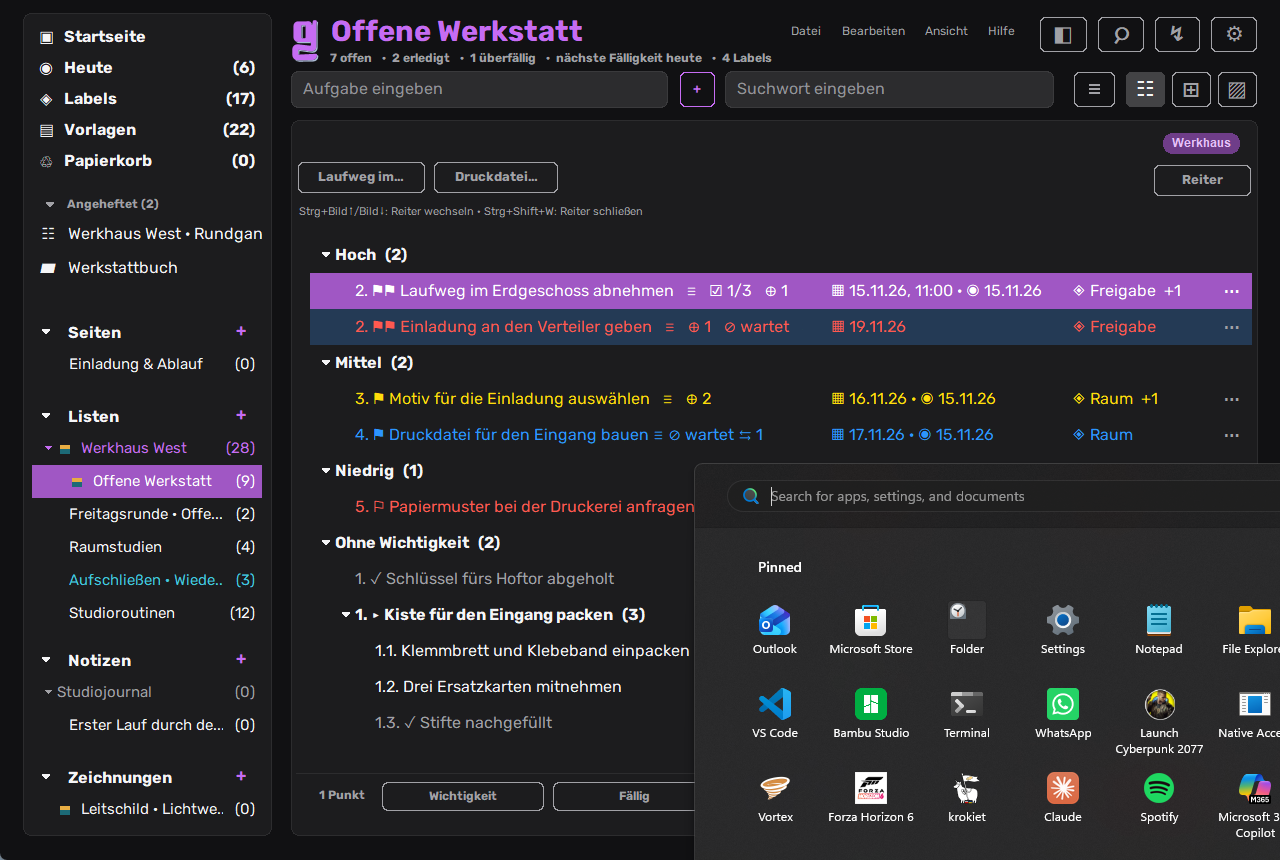 Startseite
Heute (6)
Labels (17)
Vorlagen (22)
Papierkorb (0)
Angeheftet (2)
Werkhaus West • Rundgan
Werkstattbuch
Seiten +
Einladung & Ablauf (0)
Listen +
Werkhaus West (28)
Offene Werkstatt (9)
Freitagsrunde • Offe... (2)
Raumstudien (4)
Aufschließen • Wiede.. (3)
Studioroutinen (12)
Notizen +
Studiojournal (0)
Erster Lauf durch de... (0)
Zeichnungen +
Leitschild • Lichtwe.. (0)
g Offene Werkstatt
7 offen • 2 erledigt • 1 überfällig • nächste Fälligkeit heute • 4 Labels
Datei Bearbeiten Ansicht Hilfe
Aufgabe eingeben + Suchwort eingeben
Werkhaus
Laufweg im... Druckdatei... Reiter
Strg+Bild↑/Bild↓: Reiter wechseln • Strg+Shift+W: Reiter schließen
Hoch (2)
2. Laufweg im Erdgeschoss abnehmen ≡ ☑ 1/3 ⊕ 1 ▦ 15.11.26, 11:00 • ◉ 15.11.26 ◈ Freigabe +1 ···
2. Einladung an den Verteiler geben ≡ ⊕ 1 ⊘ wartet ▦ 19.11.26 ◈ Freigabe ···
Mittel (2)
3. Motiv für die Einladung auswählen ≡ ⊕ 2 ▦ 16.11.26 • ◉ 15.11.26 ◈ Raum +1 ···
4. Druckdatei für den Eingang bauen ≡ ⊘ wartet ⇆ 1 ▦ 17.11.26 • ◉ 15.11.26 ◈ Raum ···
Niedrig (1)
5. Papiermuster bei der Druckerei anfragen
Ohne Wichtigkeit (2)
1. ✓ Schlüssel fürs Hoftor abgeholt
1. ▸ Kiste für den Eingang packen (3)
1.1. Klemmbrett und Klebeband einpacken
1.2. Drei Ersatzkarten mitnehmen
1.3. ✓ Stifte nachgefüllt
1 Punkt Wichtigkeit Fällig
Search for apps, settings, and documents
Pinned
Outlook Microsoft Store Folder Settings Notepad File Explore
VS Code Bambu Studio Terminal WhatsApp Launch Cyberpunk 2077 Native Acce
Vortex FORZA HORIZON 6 Forza Horizon 6 krokiet Claude Spotify M365 Microsoft 3 Copilot